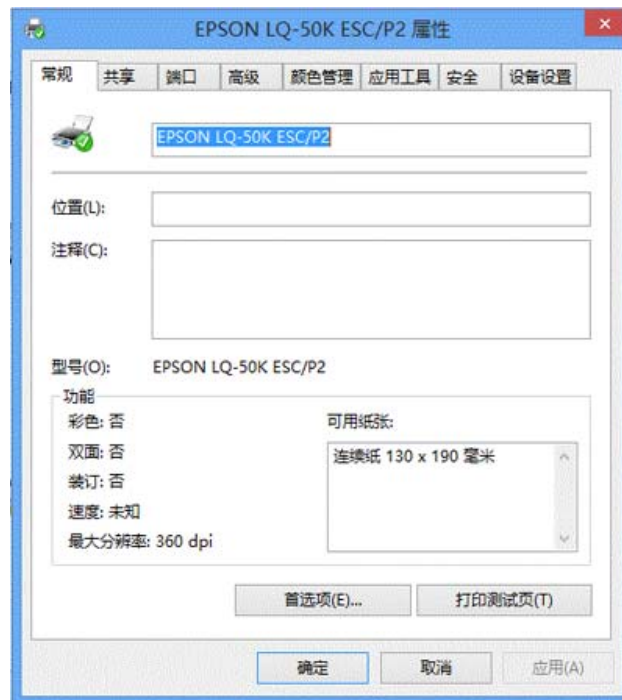 EPSON LQ-50K ESC/P2 属性
常规 共享 端口 高级 颜色管理 应用工具 安全 设备设置
EPSON LQ-50K ESC/P2
位置(L):
注释(C):
型号(O): EPSON LQ-50K ESC/P2
功能
彩色: 否 可用纸张:
双面: 否 连续纸 130 x 190 毫米
装订: 否
速度: 未知
最大分辨率: 360 dpi
首选项(E)... 打印测试页(T)
确定 取消 应用(A)